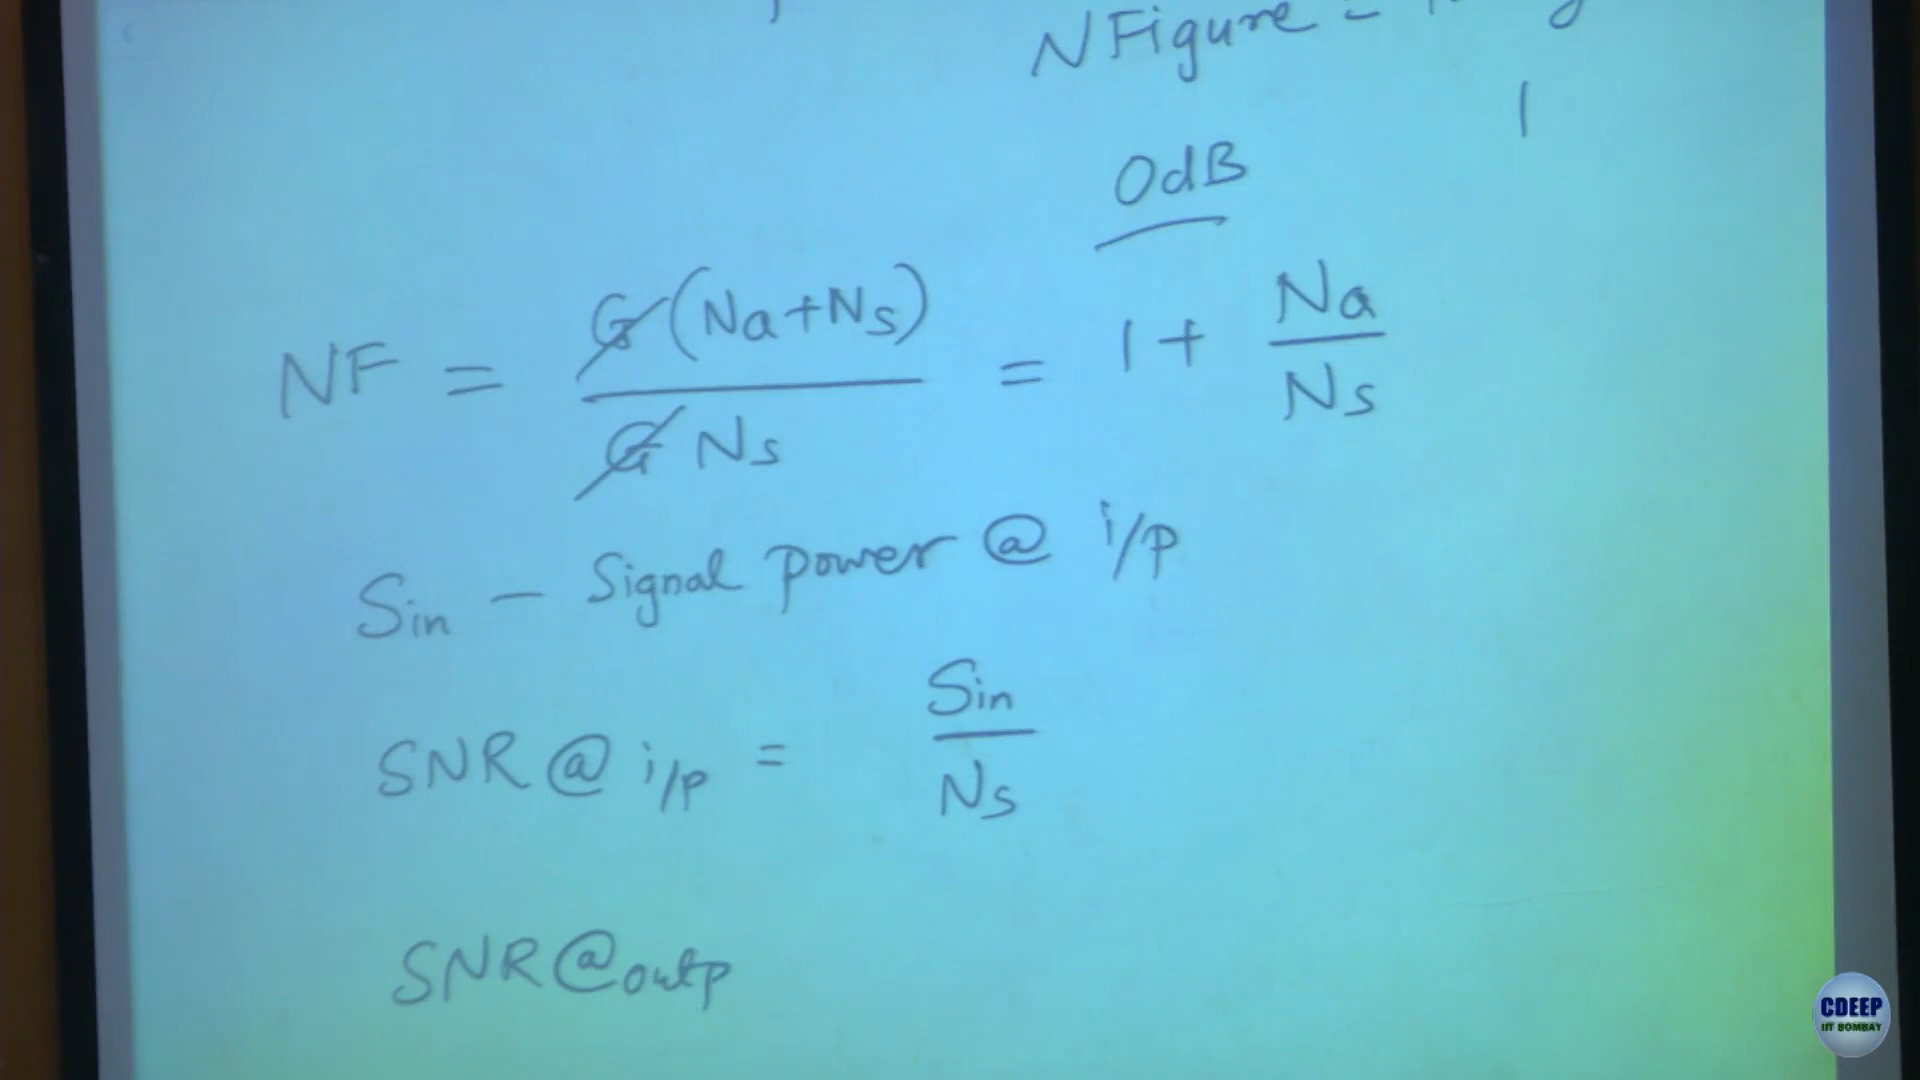 NFigure =
0dB
NF = G(Na+Ns) / G Ns = 1 + Na / Ns
Sin - Signal power @ i/p
SNR @ i/p = Sin / Ns
SNR @ outp
CDEEP
IIT BOMBAY